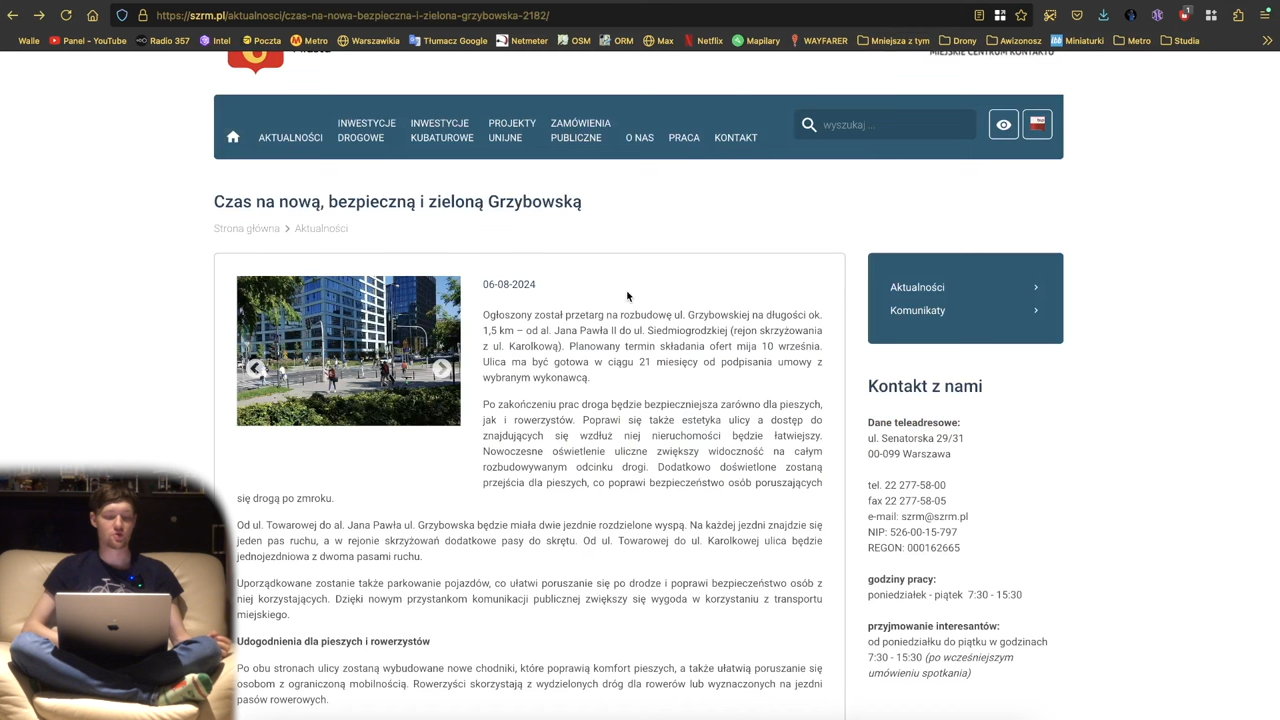 https://szrm.pl/aktualnosci/czas-na-nowa-bezpieczna-i-zielona-grzybowska-2182/
1
Walle Panel - YouTube Radio 357 Intel Poczta Metro Warszawikia Tłumacz Google Netmeter OSM ORM Max Netflix Mapilary WAYFARER Mniejsza z tym Drony Awizonosz Miniaturki Metro Studia
MIEJSKIE CENTRUM KONTAKTU
AKTUALNOŚCI
INWESTYCJE
DROGOWE
INWESTYCJE
KUBATUROWE
PROJEKTY
UNIJNE
ZAMÓWIENIA
PUBLICZNE
O NAS
PRACA
KONTAKT
wyszukaj ...
Czas na nową, bezpieczną i zieloną Grzybowską
Strona główna > Aktualności
06-08-2024
Ogłoszony został przetarg na rozbudowę ul. Grzybowskiej na długości ok.
1,5 km – od al. Jana Pawła II do ul. Siedmiogrodzkiej (rejon skrzyżowania
z ul. Karolkową). Planowany termin składania ofert mija 10 września.
Ulica ma być gotowa w ciągu 21 miesięcy od podpisania umowy z
wybranym wykonawcą.
Po zakończeniu prac droga będzie bezpieczniejsza zarówno dla pieszych,
jak i rowerzystów. Poprawi się także estetyka ulicy a dostęp do
znajdujących się wzdłuż niej nieruchomości będzie łatwiejszy.
Nowoczesne oświetlenie uliczne zwiększy widoczność na całym
rozbudowywanym odcinku drogi. Dodatkowo doświetlone zostaną
przejścia dla pieszych, co poprawi bezpieczeństwo osób poruszających
się drogą po zmroku.
Od ul. Towarowej do al. Jana Pawła ul. Grzybowska będzie miała dwie jezdnie rozdzielone wyspą. Na każdej jezdni znajdzie się
jeden pas ruchu, a w rejonie skrzyżowań dodatkowe pasy do skrętu. Od ul. Towarowej do ul. Karolkowej ulica będzie
jednojezdniowa z dwoma pasami ruchu.
Uporządkowane zostanie także parkowanie pojazdów, co ułatwi poruszanie się po drodze i poprawi bezpieczeństwo osób z
niej korzystających. Dzięki nowym przystankom komunikacji publicznej zwiększy się wygoda w korzystaniu z transportu
miejskiego.
Udogodnienia dla pieszych i rowerzystów
Po obu stronach ulicy zostaną wybudowane nowe chodniki, które poprawią komfort pieszych, a także ułatwią poruszanie się
osobom z ograniczoną mobilnością. Rowerzyści skorzystają z wydzielonych dróg dla rowerów lub wyznaczonych na jezdni
pasów rowerowych.
Aktualności
Komunikaty
Kontakt z nami
Dane teleadresowe:
ul. Senatorska 29/31
00-099 Warszawa
tel. 22 277-58-00
fax 22 277-58-05
e-mail: szrm@szrm.pl
NIP: 526-00-15-797
REGON: 000162665
godziny pracy:
poniedziałek - piątek 7:30 - 15:30
przyjmowanie interesantów:
od poniedziałku do piątku w godzinach
7:30 - 15:30 (po wcześniejszym
umówieniu spotkania)